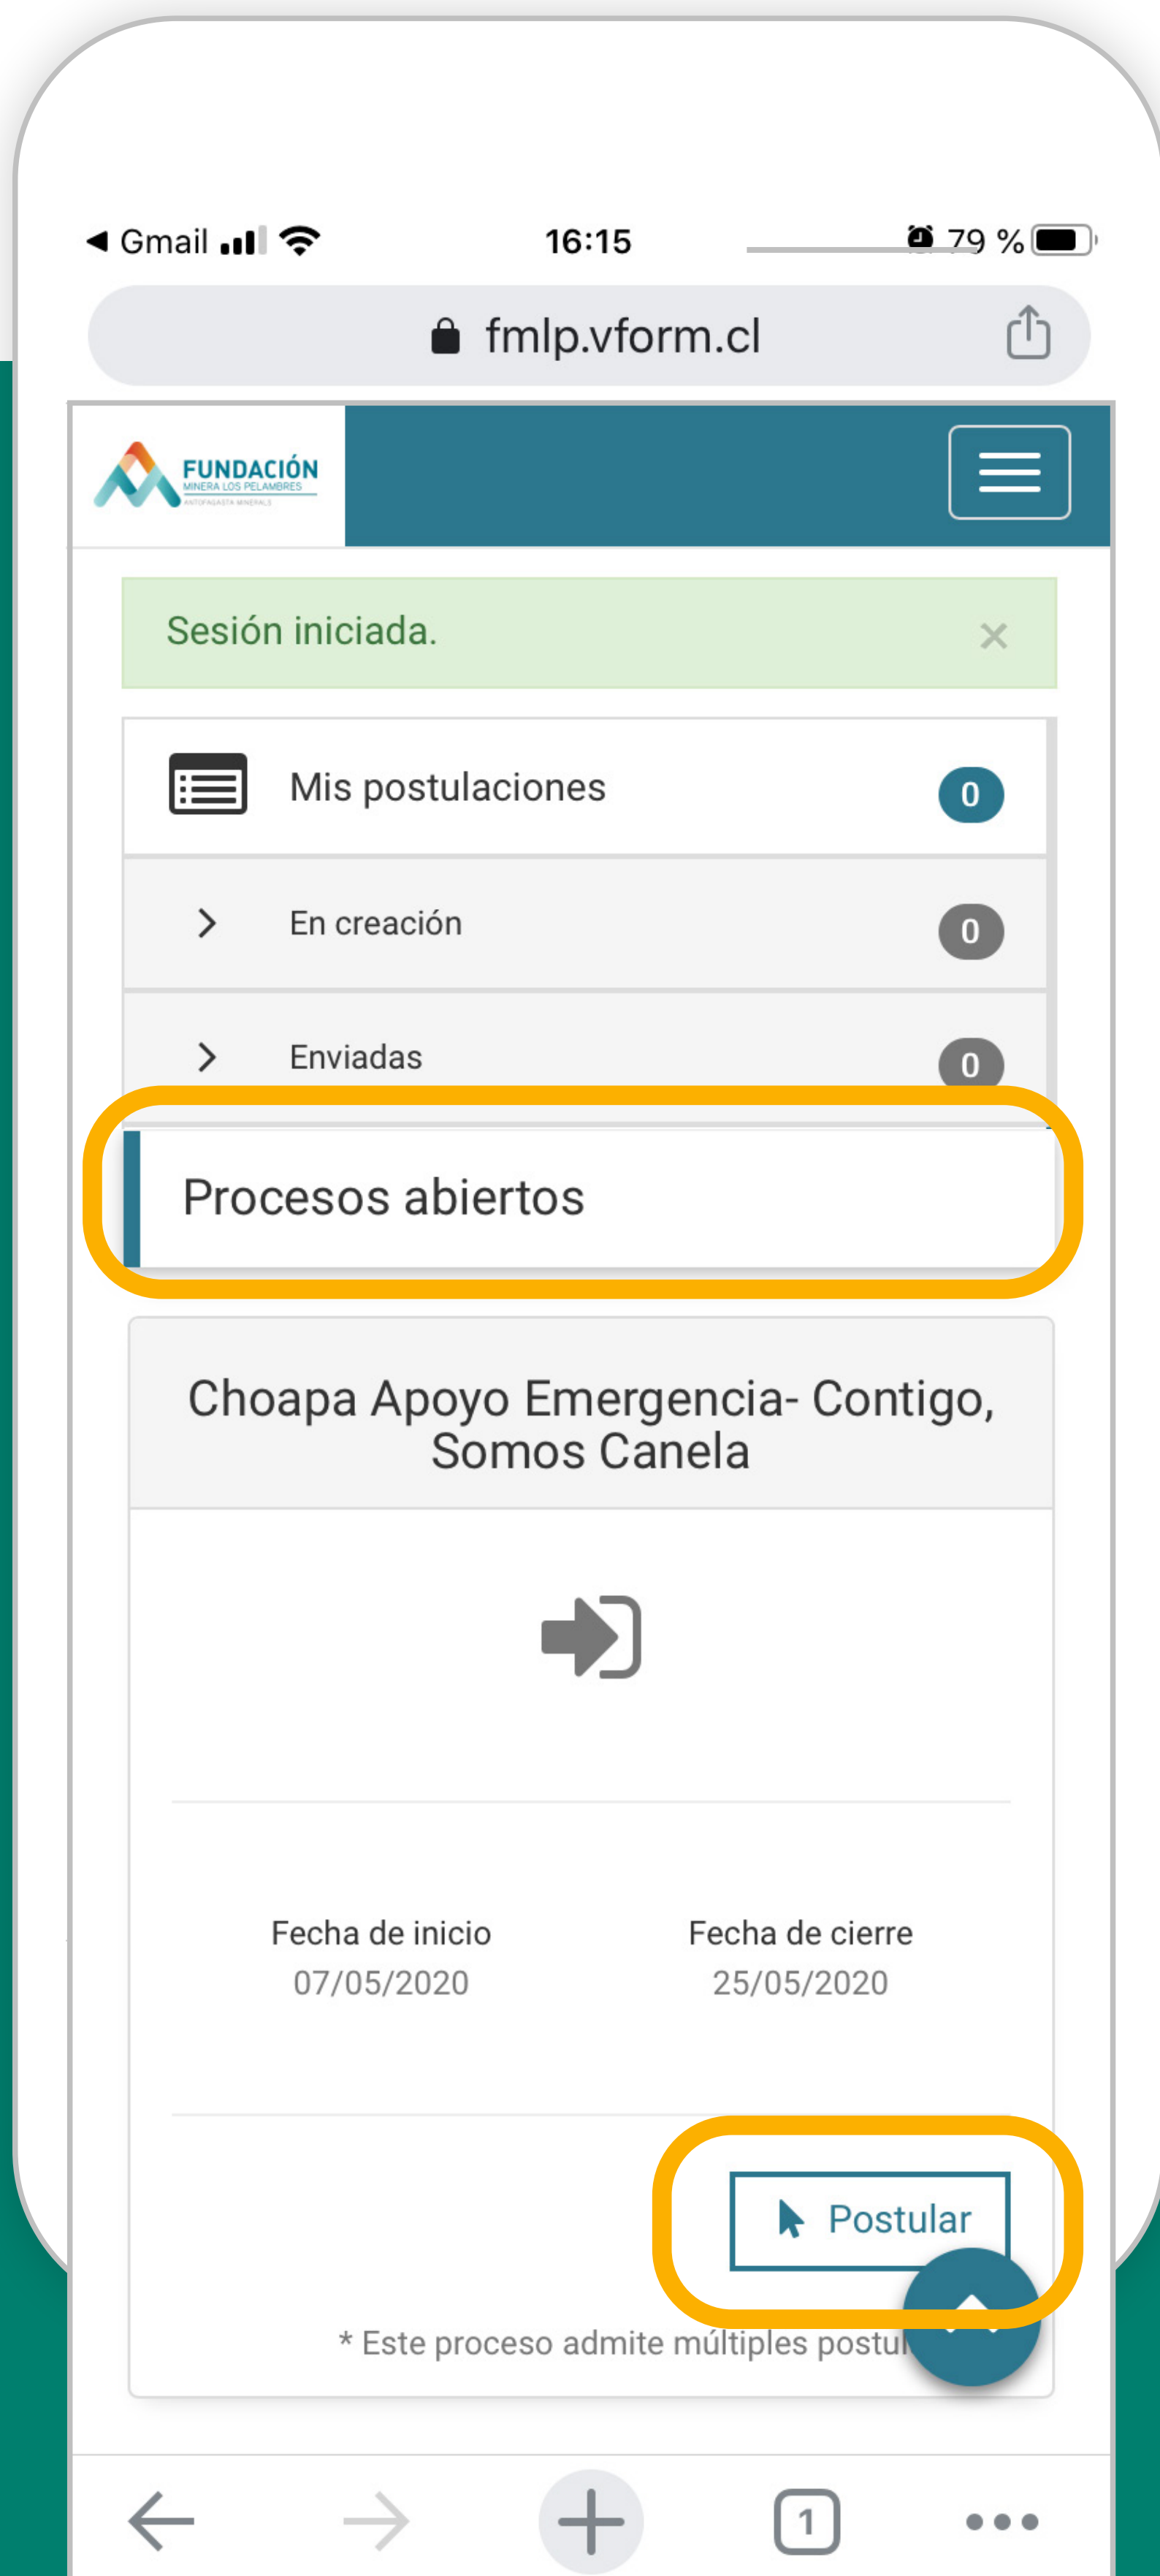 Gmail 16:15 79 %
fmlp.vform.cl
FUNDACIÓN
MINERA LOS PELAMBRES
ANTOFAGASTA MINERALS
Sesión iniciada. ×
Mis postulaciones 0
En creación 0
Enviadas 0
Procesos abiertos
Choapa Apoyo Emergencia- Contigo,
Somos Canela
Fecha de inicio Fecha de cierre
07/05/2020 25/05/2020
Postular
* Este proceso admite múltiples
1